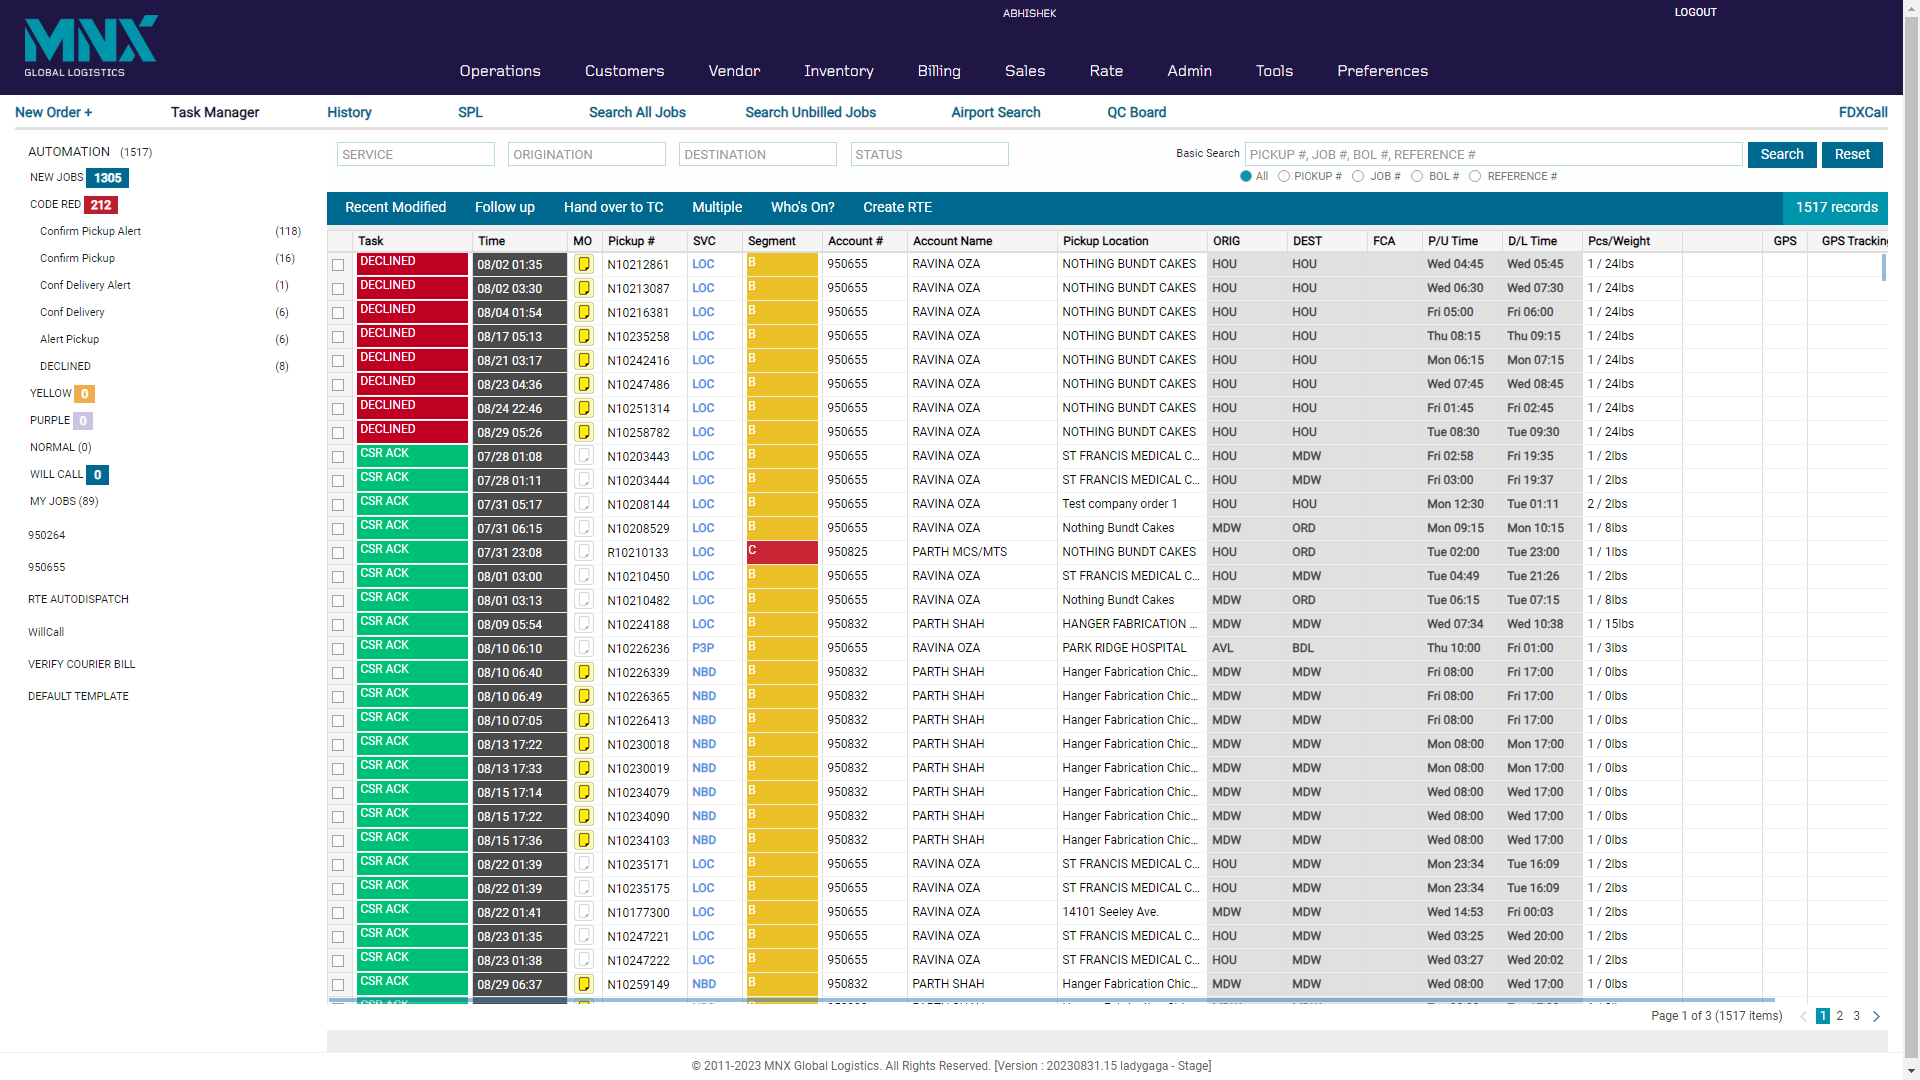 MNX
GLOBAL LOGISTICS
ABHISHEK
LOGOUT
Operations Customers Vendor Inventory Billing Sales Rate Admin Tools Preferences
New Order + Task Manager History SPL Search All Jobs Search Unbilled Jobs Airport Search QC Board FDXCall
AUTOMATION (1517)
NEW JOBS 1305
CODE RED 212
Confirm Pickup Alert (118)
Confirm Pickup (16)
Conf Delivery Alert (1)
Conf Delivery (6)
Alert Pickup (6)
DECLINED (8)
YELLOW 0
PURPLE 0
NORMAL (0)
WILL CALL 0
MY JOBS (89)
950264
950655
RTE AUTODISPATCH
WillCall
VERIFY COURIER BILL
DEFAULT TEMPLATE
SERVICE ORIGINATION DESTINATION STATUS Basic Search PICKUP #, JOB #, BOL #, REFERENCE # Search Reset
All PICKUP # JOB # BOL # REFERENCE #
Recent Modified Follow up Hand over to TC Multiple Who's On? Create RTE 1517 records
Task Time MO Pickup # SVC Segment Account # Account Name Pickup Location ORIG DEST FCA P/U Time D/L Time Pcs/Weight GPS GPS Tracking
DECLINED 08/02 01:35 N10212861 LOC B 950655 RAVINA OZA NOTHING BUNDT CAKES HOU HOU Wed 04:45 Wed 05:45 1 / 24lbs
DECLINED 08/02 03:30 N10213087 LOC B 950655 RAVINA OZA NOTHING BUNDT CAKES HOU HOU Wed 06:30 Wed 07:30 1 / 24lbs
DECLINED 08/04 01:54 N10216381 LOC B 950655 RAVINA OZA NOTHING BUNDT CAKES HOU HOU Fri 05:00 Fri 06:00 1 / 24lbs
DECLINED 08/17 05:13 N10235258 LOC B 950655 RAVINA OZA NOTHING BUNDT CAKES HOU HOU Thu 08:15 Thu 09:15 1 / 24lbs
DECLINED 08/21 03:17 N10242416 LOC B 950655 RAVINA OZA NOTHING BUNDT CAKES HOU HOU Mon 06:15 Mon 07:15 1 / 24lbs
DECLINED 08/23 04:36 N10247486 LOC B 950655 RAVINA OZA NOTHING BUNDT CAKES HOU HOU Wed 07:45 Wed 08:45 1 / 24lbs
DECLINED 08/24 22:46 N10251314 LOC B 950655 RAVINA OZA NOTHING BUNDT CAKES HOU HOU Fri 01:45 Fri 02:45 1 / 24lbs
DECLINED 08/29 05:26 N10258782 LOC B 950655 RAVINA OZA NOTHING BUNDT CAKES HOU HOU Tue 08:30 Tue 09:30 1 / 24lbs
CSR ACK 07/28 01:08 N10203443 LOC B 950655 RAVINA OZA ST FRANCIS MEDICAL C... HOU MDW Fri 02:58 Fri 19:35 1 / 2lbs
CSR ACK 07/28 01:11 N10203444 LOC B 950655 RAVINA OZA ST FRANCIS MEDICAL C... HOU MDW Fri 03:00 Fri 19:37 1 / 2lbs
CSR ACK 07/31 05:17 N10208144 LOC B 950655 RAVINA OZA Test company order 1 HOU HOU Mon 12:30 Tue 01:11 2 / 2lbs
CSR ACK 07/31 06:15 N10208529 LOC B 950655 RAVINA OZA Nothing Bundt Cakes MDW ORD Mon 09:15 Mon 10:15 1 / 8lbs
CSR ACK 07/31 23:08 R10210133 LOC C 950825 PARTH MCS/MTS NOTHING BUNDT CAKES HOU ORD Tue 02:00 Tue 23:00 1 / 1lbs
CSR ACK 08/01 03:00 N10210450 LOC B 950655 RAVINA OZA ST FRANCIS MEDICAL C... HOU MDW Tue 04:49 Tue 21:26 1 / 2lbs
CSR ACK 08/01 03:13 N10210482 LOC B 950655 RAVINA OZA Nothing Bundt Cakes MDW ORD Tue 06:15 Tue 07:15 1 / 8lbs
CSR ACK 08/09 05:54 N10224188 LOC B 950832 PARTH SHAH HANGER FABRICATION ... MDW MDW Wed 07:34 Wed 10:38 1 / 15lbs
CSR ACK 08/10 06:10 N10226236 P3P B 950655 RAVINA OZA PARK RIDGE HOSPITAL AVL BDL Thu 10:00 Fri 01:00 1 / 3lbs
CSR ACK 08/10 06:40 N10226339 NBD B 950832 PARTH SHAH Hanger Fabrication Chic... MDW MDW Fri 08:00 Fri 17:00 1 / 0lbs
CSR ACK 08/10 06:49 N10226365 NBD B 950832 PARTH SHAH Hanger Fabrication Chic... MDW MDW Fri 08:00 Fri 17:00 1 / 0lbs
CSR ACK 08/10 07:05 N10226413 NBD B 950832 PARTH SHAH Hanger Fabrication Chic... MDW MDW Fri 08:00 Fri 17:00 1 / 0lbs
CSR ACK 08/13 17:22 N10230018 NBD B 950832 PARTH SHAH Hanger Fabrication Chic... MDW MDW Mon 08:00 Mon 17:00 1 / 0lbs
CSR ACK 08/13 17:33 N10230019 NBD B 950832 PARTH SHAH Hanger Fabrication Chic... MDW MDW Mon 08:00 Mon 17:00 1 / 0lbs
CSR ACK 08/15 17:14 N10234079 NBD B 950832 PARTH SHAH Hanger Fabrication Chic... MDW MDW Wed 08:00 Wed 17:00 1 / 0lbs
CSR ACK 08/15 17:22 N10234090 NBD B 950832 PARTH SHAH Hanger Fabrication Chic... MDW MDW Wed 08:00 Wed 17:00 1 / 0lbs
CSR ACK 08/15 17:36 N10234103 NBD B 950832 PARTH SHAH Hanger Fabrication Chic... MDW MDW Wed 08:00 Wed 17:00 1 / 0lbs
CSR ACK 08/22 01:39 N10235171 LOC B 950655 RAVINA OZA ST FRANCIS MEDICAL C... HOU MDW Mon 23:34 Tue 16:09 1 / 2lbs
CSR ACK 08/22 01:39 N10235175 LOC B 950655 RAVINA OZA ST FRANCIS MEDICAL C... HOU MDW Mon 23:34 Tue 16:09 1 / 2lbs
CSR ACK 08/22 01:41 N10177300 LOC B 950655 RAVINA OZA 14101 Seeley Ave. MDW MDW Wed 14:53 Fri 00:03 1 / 2lbs
CSR ACK 08/23 01:35 N10247221 LOC B 950655 RAVINA OZA ST FRANCIS MEDICAL C... HOU MDW Wed 03:25 Wed 20:00 1 / 2lbs
CSR ACK 08/23 01:38 N10247222 LOC B 950655 RAVINA OZA ST FRANCIS MEDICAL C... HOU MDW Wed 03:27 Wed 20:02 1 / 2lbs
CSR ACK 08/29 06:37 N10259149 NBD B 950832 PARTH SHAH Hanger Fabrication Chic... MDW MDW Wed 08:00 Wed 17:00 1 / 0lbs
Page 1 of 3 (1517 items) 1 2 3
© 2011-2023 MNX Global Logistics. All Rights Reserved. [Version : 20230831.15 ladygaga - Stage]